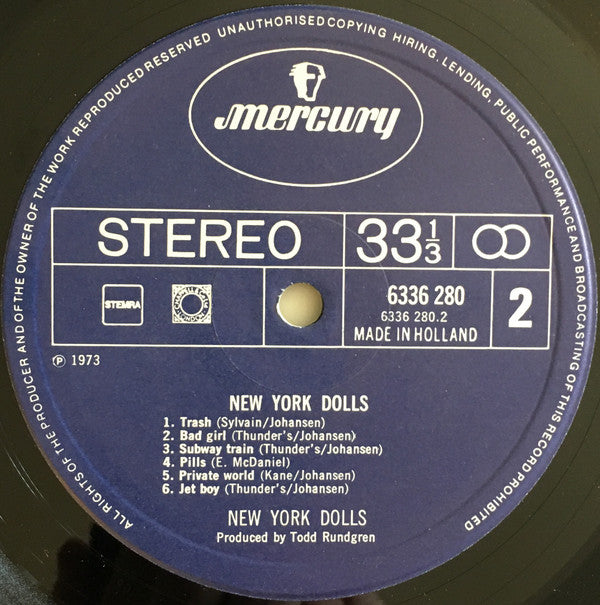 ALL RIGHTS OF THE PRODUCER AND OF THE OWNER OF THE WORK REPRODUCED RESERVED UNAUTHORISED COPYING HIRING, LENDING, PUBLIC PERFORMANCE AND BROADCASTING OF THIS RECORD PROHIBITED
mercury
STEREO 33 1/3
STEMRA
6336 280
6336 280.2
MADE IN HOLLAND
2
℗ 1973
NEW YORK DOLLS
1. Trash (Sylvain/Johansen)
2. Bad girl (Thunder's/Johansen)
3. Subway train (Thunder's/Johansen)
4. Pills (E. McDaniel)
5. Private world (Kane/Johansen)
6. Jet boy (Thunder's/Johansen)
NEW YORK DOLLS
Produced by Todd Rundgren